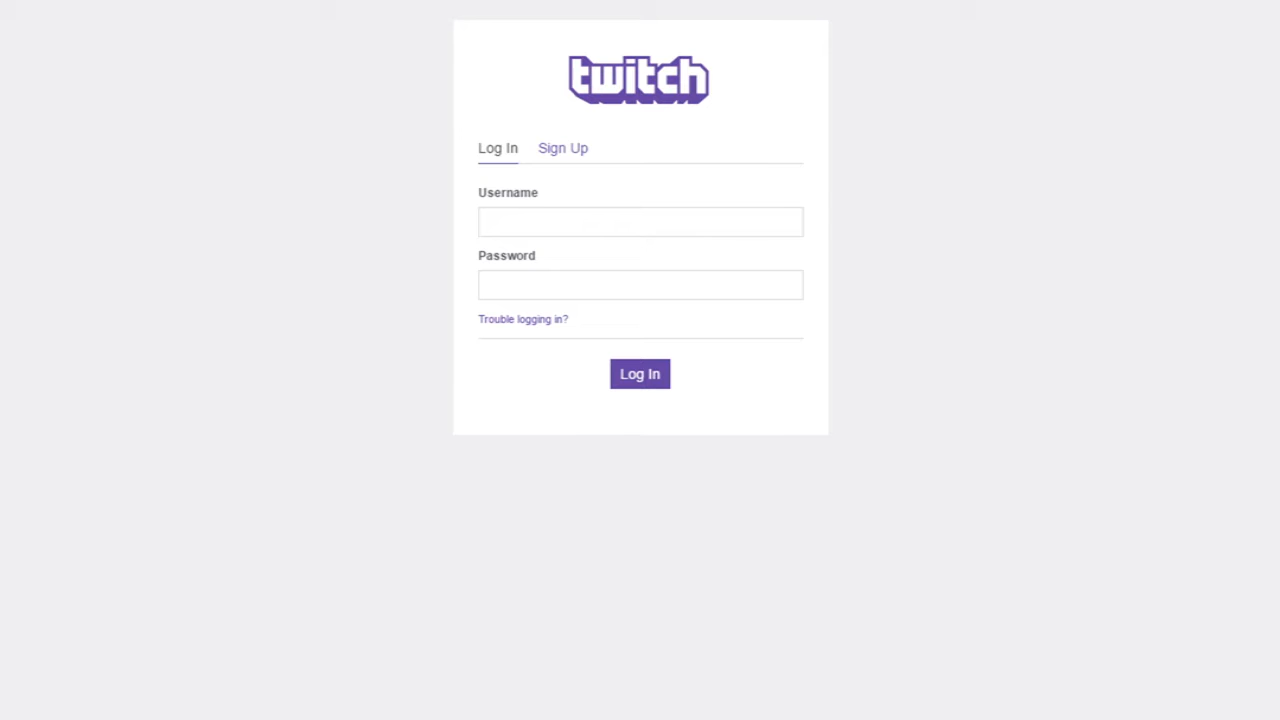 twitch
Log In Sign Up
Username
Password
Trouble logging in?
Log In